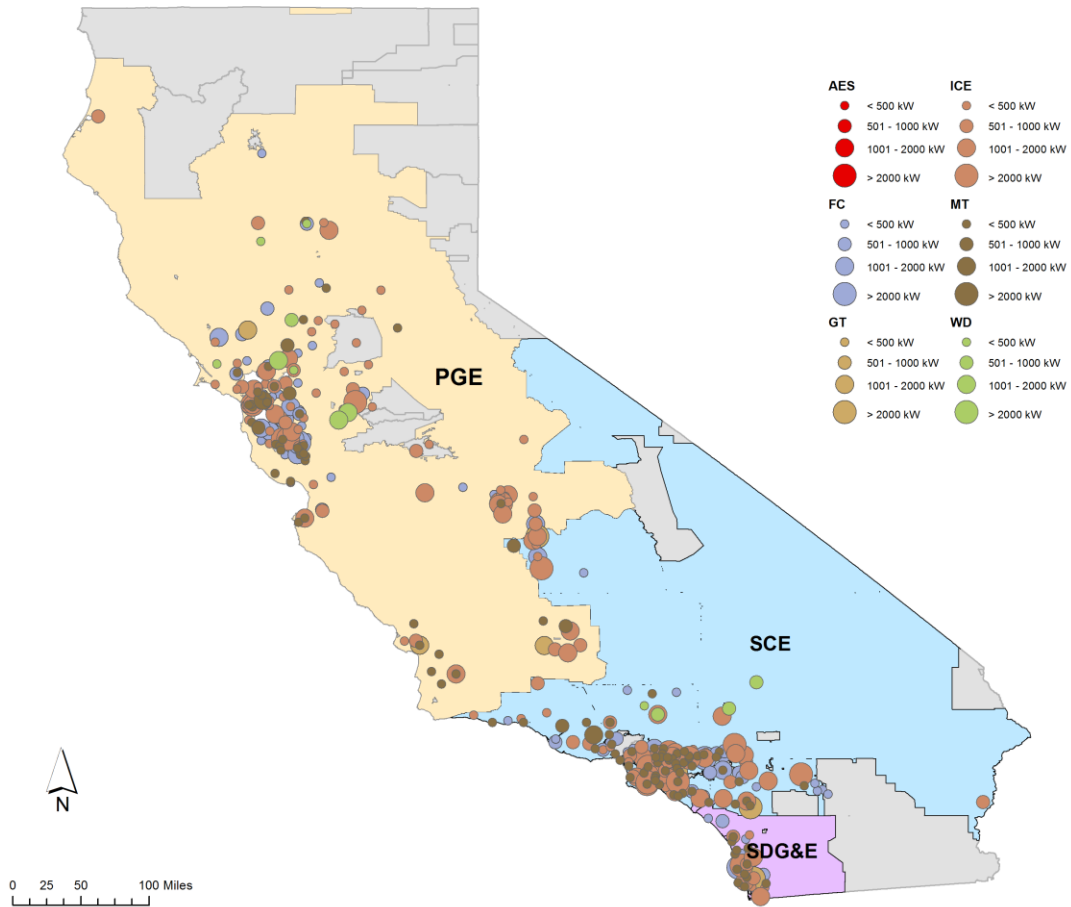 AES
< 500 kW
501 - 1000 kW
1001 - 2000 kW
> 2000 kW
ICE
< 500 kW
501 - 1000 kW
1001 - 2000 kW
> 2000 kW
FC
< 500 kW
501 - 1000 kW
1001 - 2000 kW
> 2000 kW
MT
< 500 kW
501 - 1000 kW
1001 - 2000 kW
> 2000 kW
GT
< 500 kW
501 - 1000 kW
1001 - 2000 kW
> 2000 kW
WD
< 500 kW
501 - 1000 kW
1001 - 2000 kW
> 2000 kW
PGE
SCE
SDG&E
N
0 25 50 100 Miles